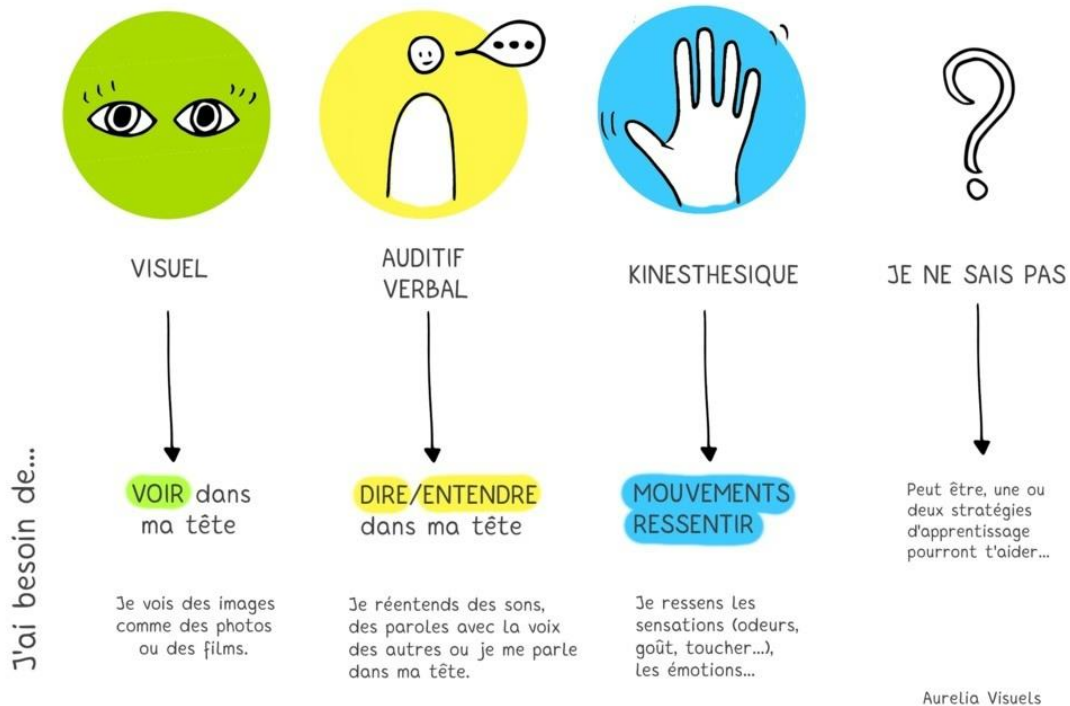 VISUEL
AUDITIF
VERBAL
KINESTHESIQUE
JE NE SAIS PAS
J'ai besoin de...
VOIR dans
ma tête
DIRE/ENTENDRE
dans ma tête
MOUVEMENTS
RESSENTIR
Peut être, une ou
deux stratégies
d'apprentissage
pourront t'aider...
Je vois des images
comme des photos
ou des films.
Je réentends des sons,
des paroles avec la voix
des autres ou je me parle
dans ma tête.
Je ressens les
sensations (odeurs,
goût, toucher...),
les émotions...
Aurelia Visuels